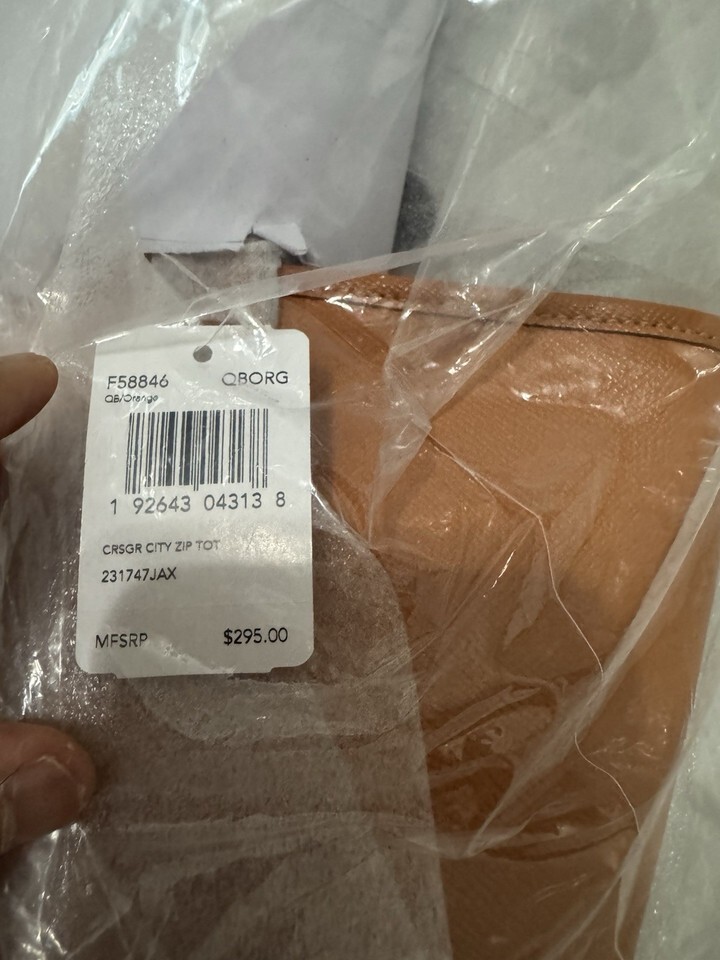 F58846 QBORG
QB/Orange
1 92643 04313 8
CRSGR CITY ZIP TOT
231747JAX
MFSRP $295.00